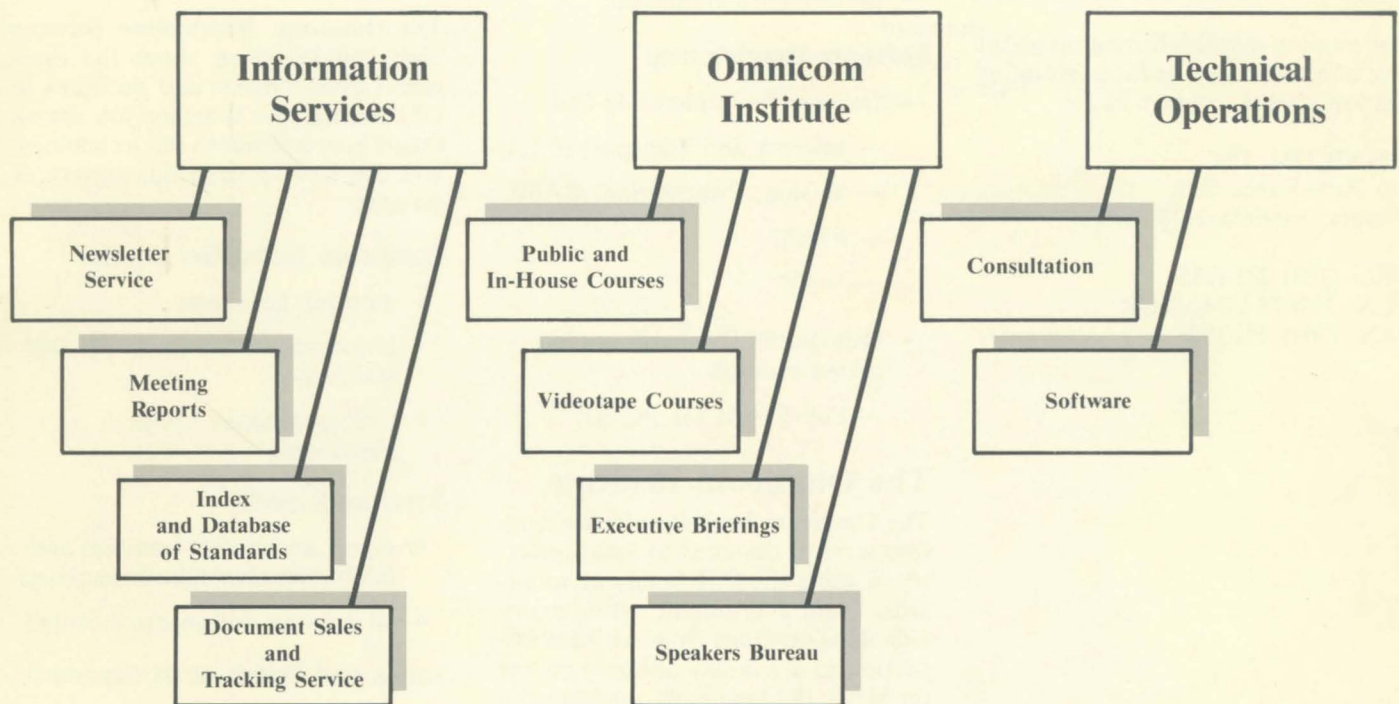 Information
Services
Newsletter
Service
Meeting
Reports
Index
and Database
of Standards
Document Sales
and
Tracking Service
Omnicom
Institute
Public and
In-House Courses
Videotape Courses
Executive Briefings
Speakers Bureau
Technical
Operations
Consultation
Software